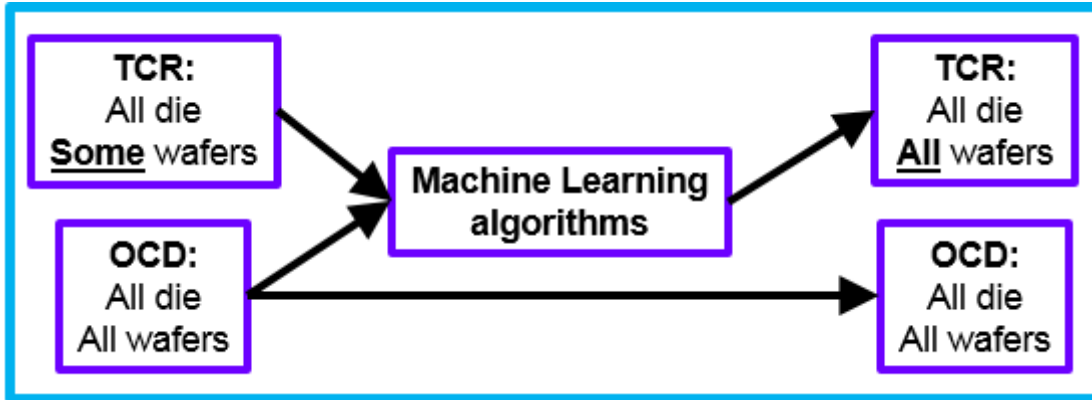 TCR:
All die
Some wafers
OCD:
All die
All wafers
Machine Learning
algorithms
TCR:
All die
All wafers
OCD:
All die
All wafers